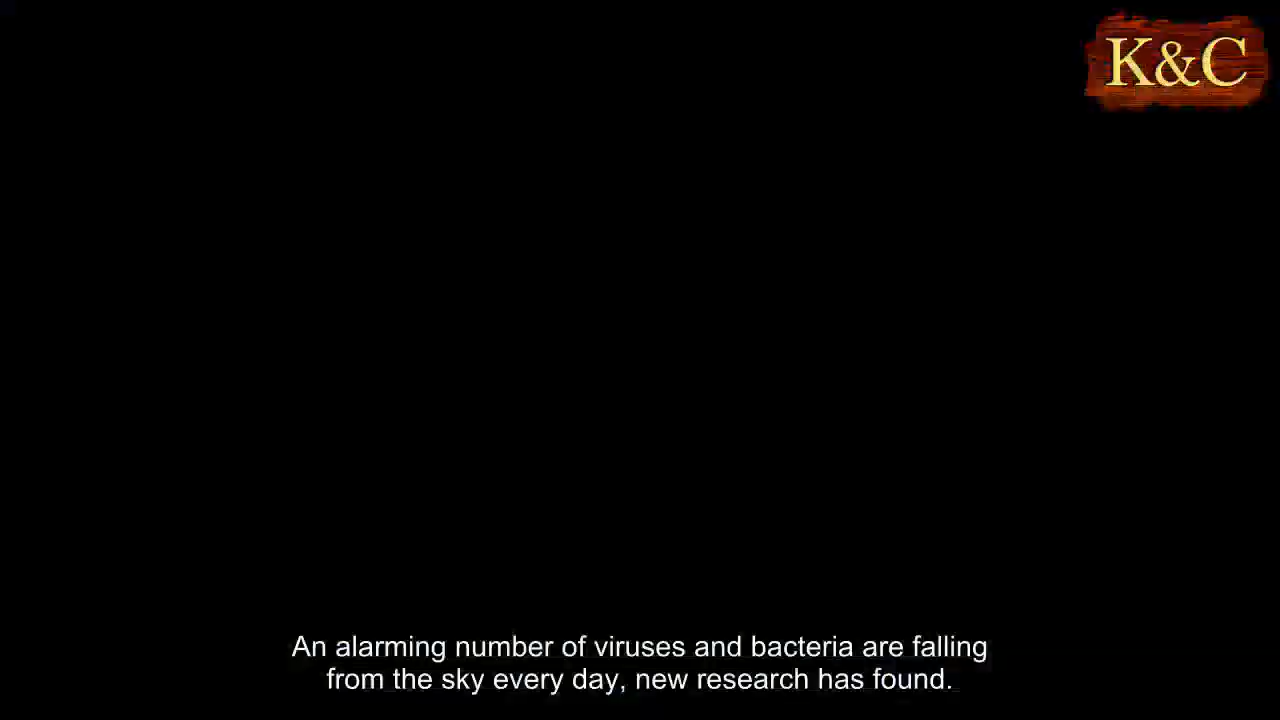 K&C
An alarming number of viruses and bacteria are falling
from the sky every day, new research has found.